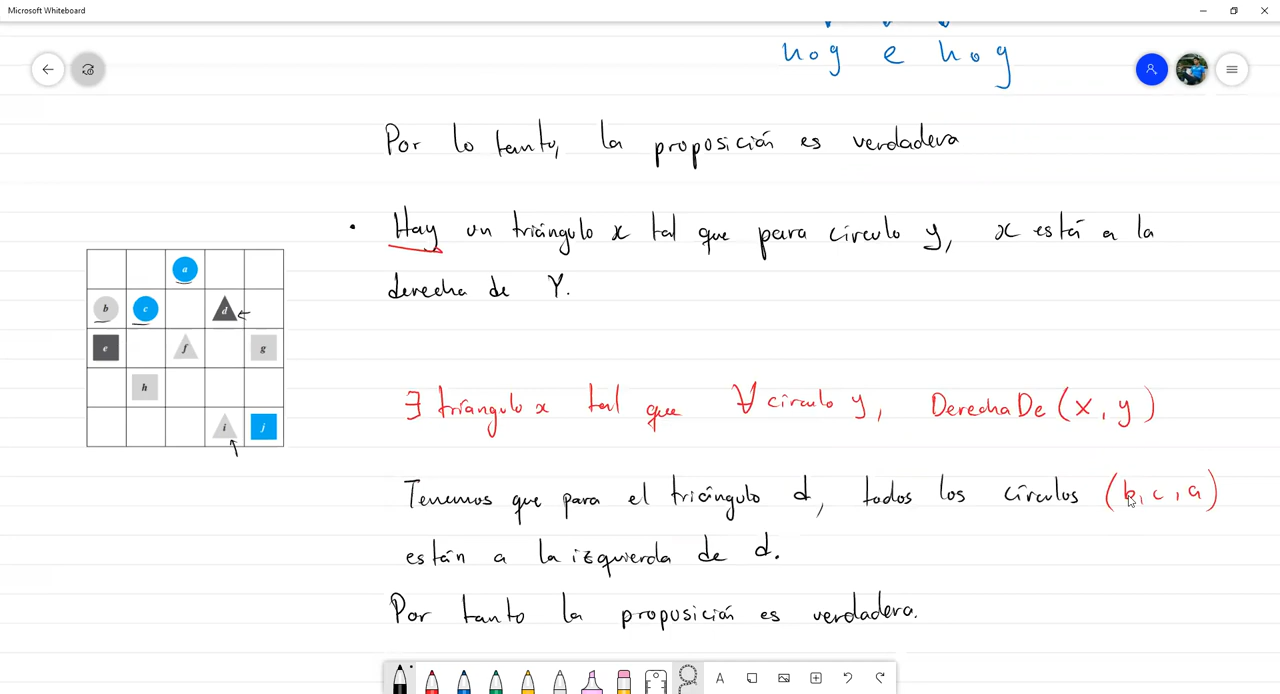 Microsoft Whiteboard
hog e hog
Por lo tanto, la proposición es verdadera
• Hay un triángulo x tal que para círculo y, x está a la
derecha de Y.
a
b c d
e f g
h
i j
∃ triángulo x tal que ∀ círculo y, DerechaDe(x, y)
Tenemos que para el triángulo d, todos los círculos (b, c, a)
están a la izquierda de d.
Por tanto la proposición es verdadera.
A